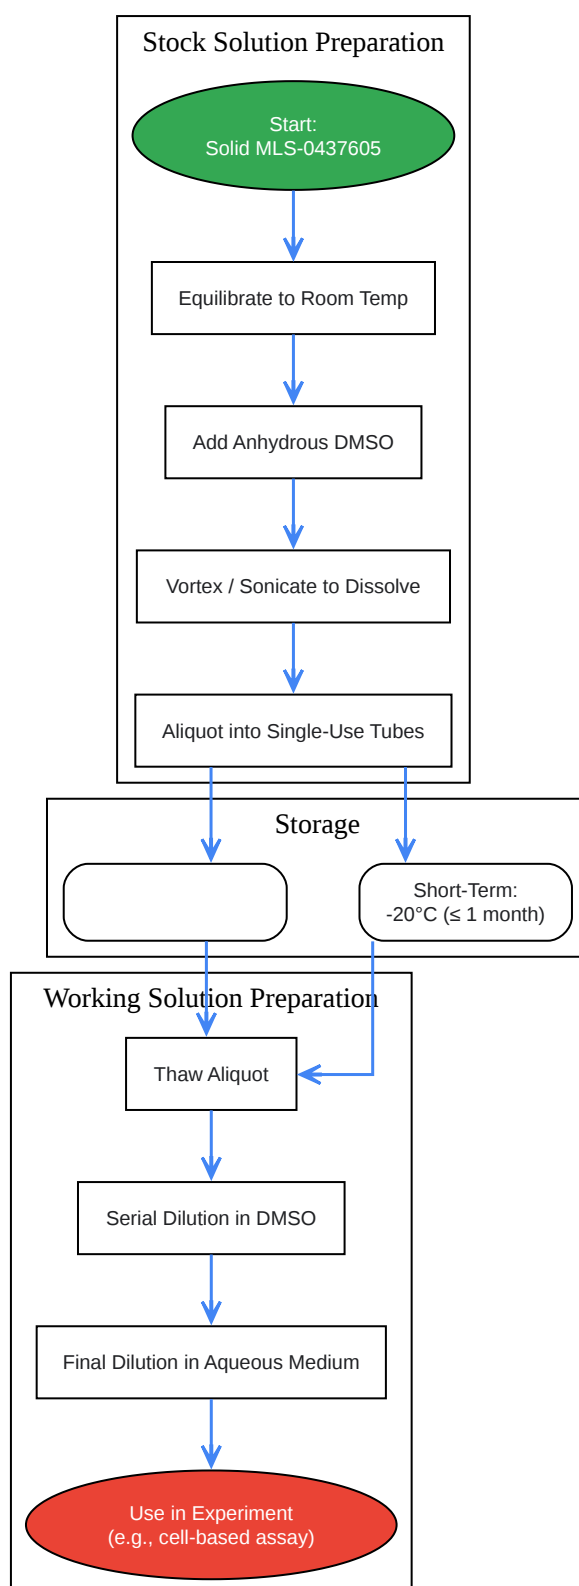 Stock Solution Preparation
Start:
Solid MLS-0437605
Equilibrate to Room Temp
Add Anhydrous DMSO
Vortex / Sonicate to Dissolve
Aliquot into Single-Use Tubes
Storage
Short-Term:
-20°C (≤ 1 month)
Working Solution Preparation
Thaw Aliquot
Serial Dilution in DMSO
Final Dilution in Aqueous Medium
Use in Experiment
(e.g., cell-based assay)